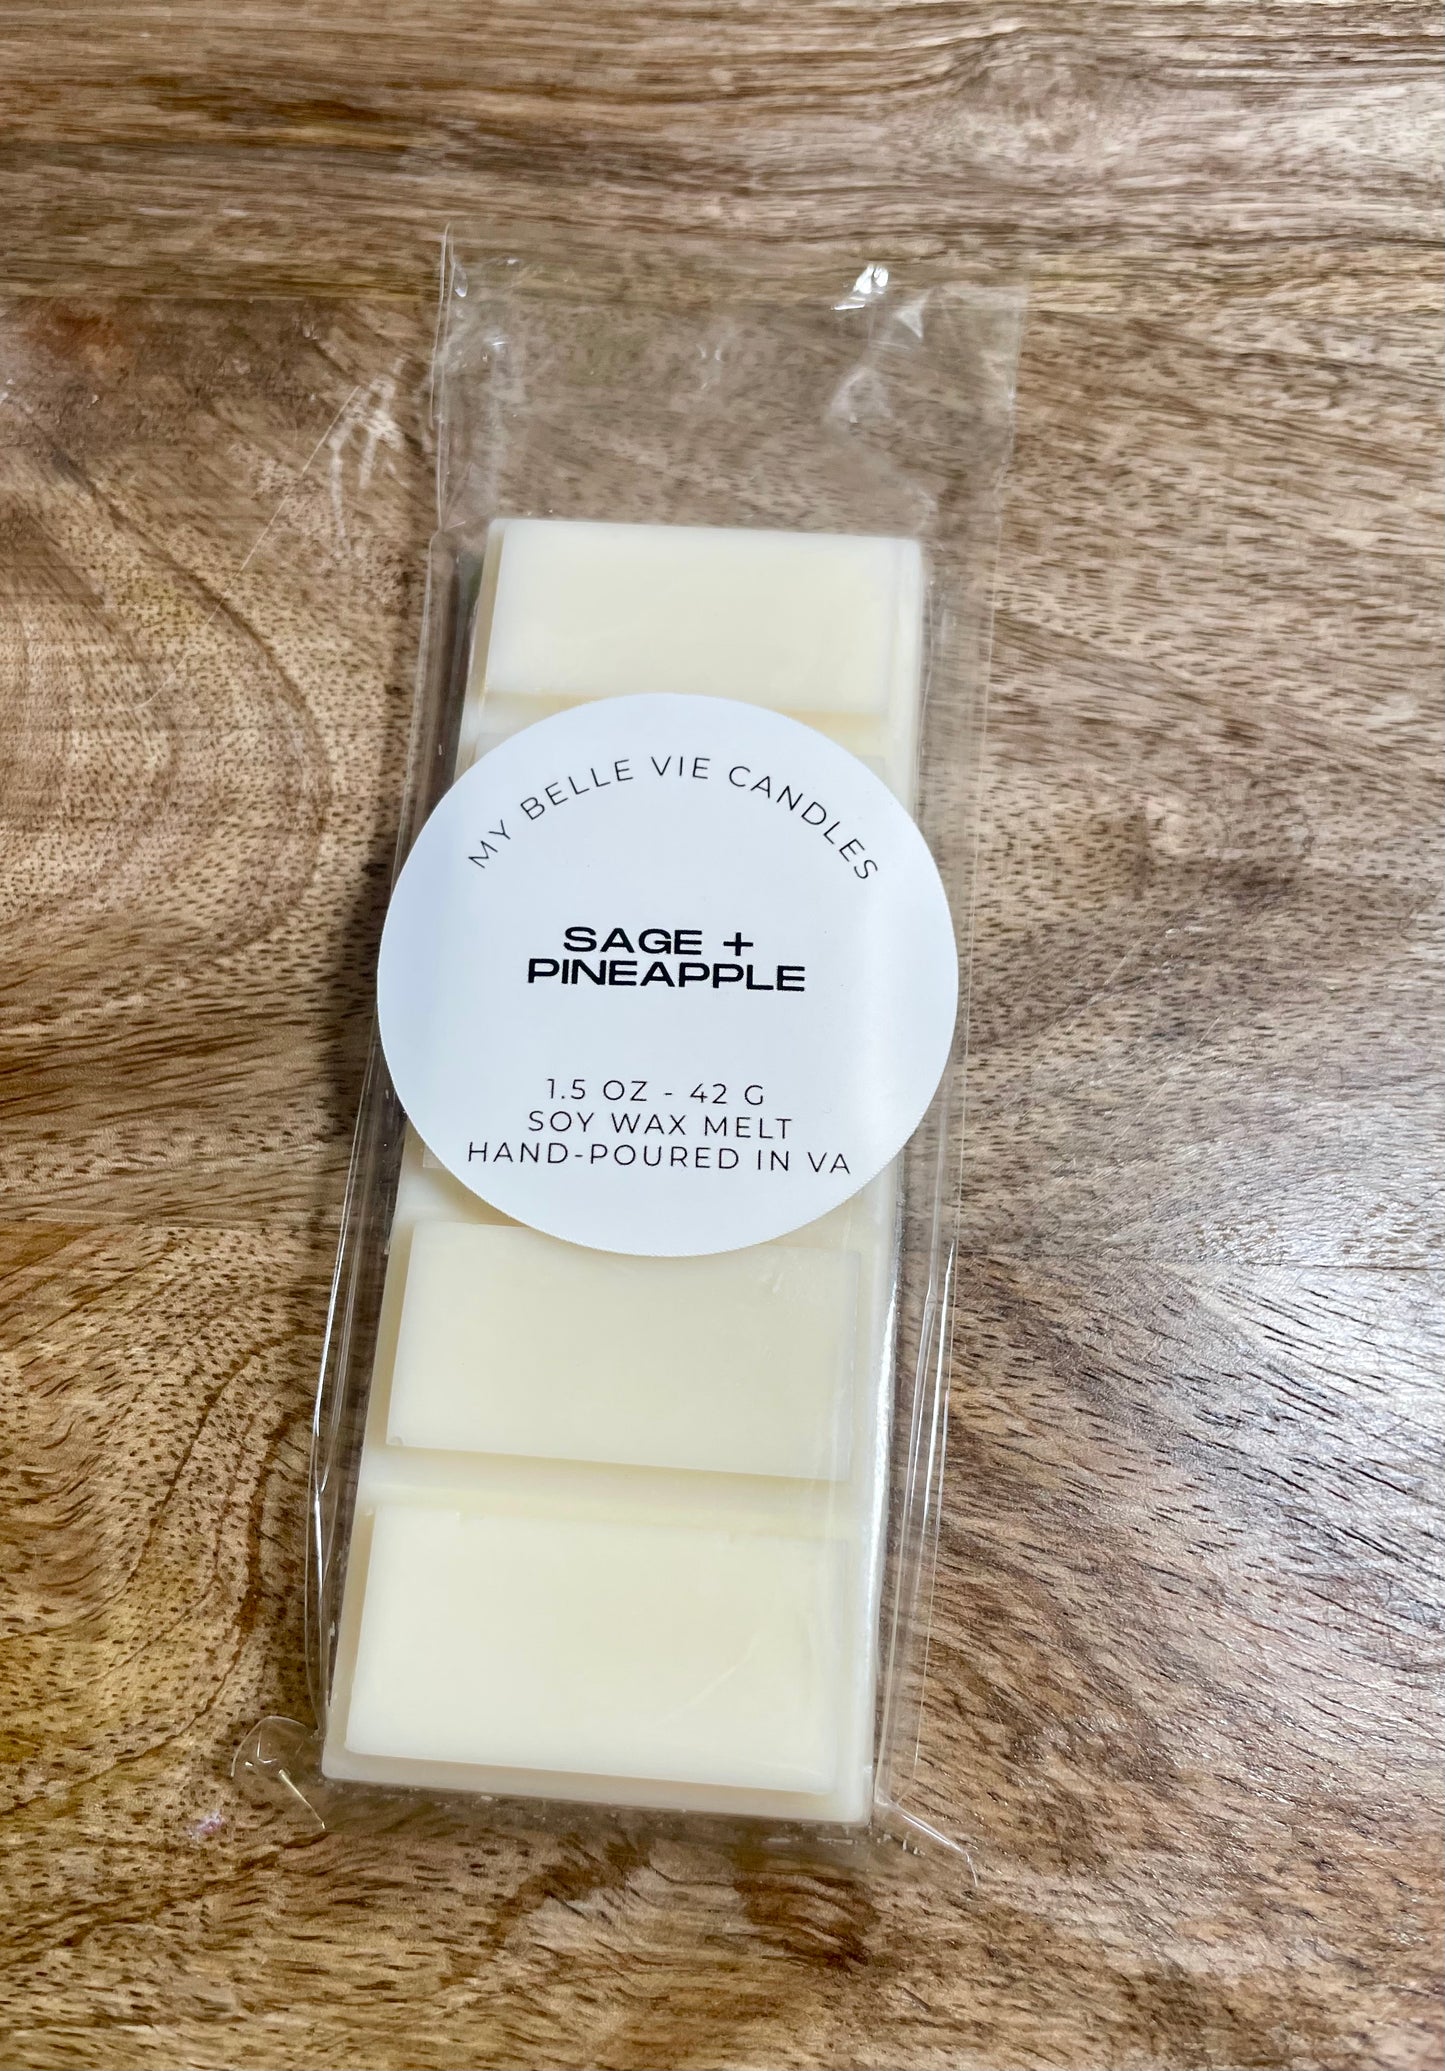 MY BELLE VIE CANDLES
SAGE +
PINEAPPLE
1.5 OZ - 42 G
SOY WAX MELT
HAND-POURED IN VA